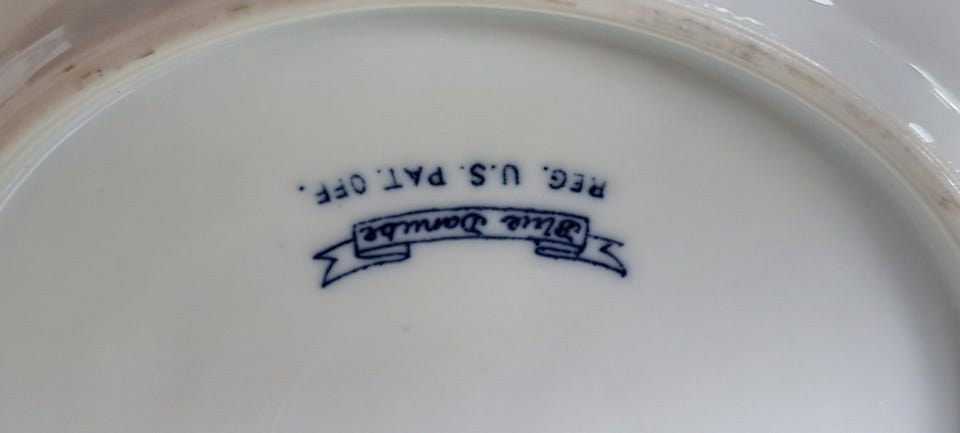 Blue Danube
REG. U.S. PAT. OFF.